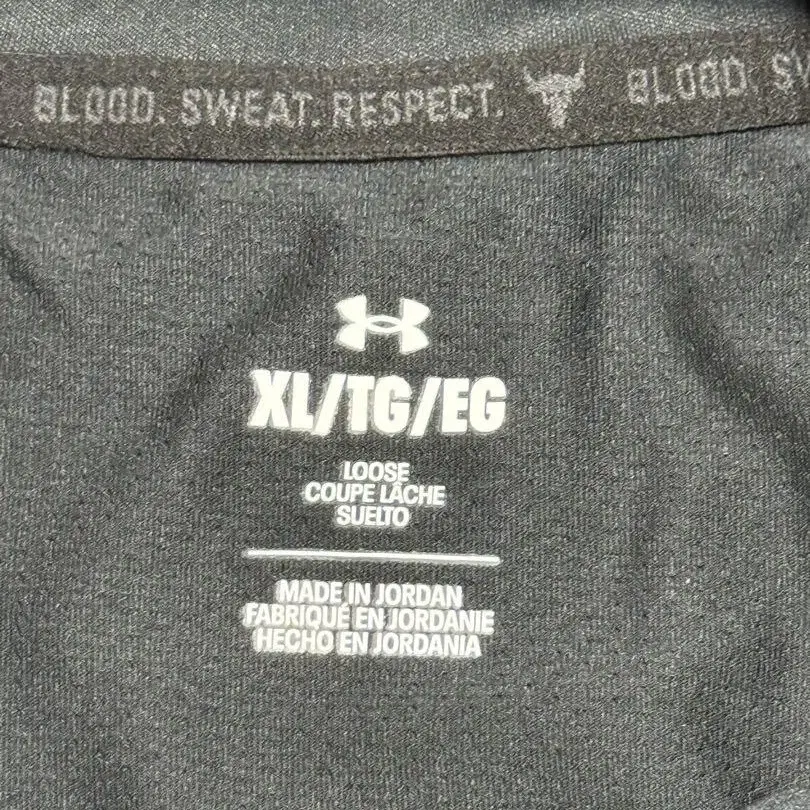 BLOOD. SWEAT. RESPECT. BLOOD. SW
XL/TG/EG
LOOSE
COUPE LÂCHE
SUELTO
MADE IN JORDAN
FABRIQUÉ EN JORDANIE
HECHO EN JORDANIA